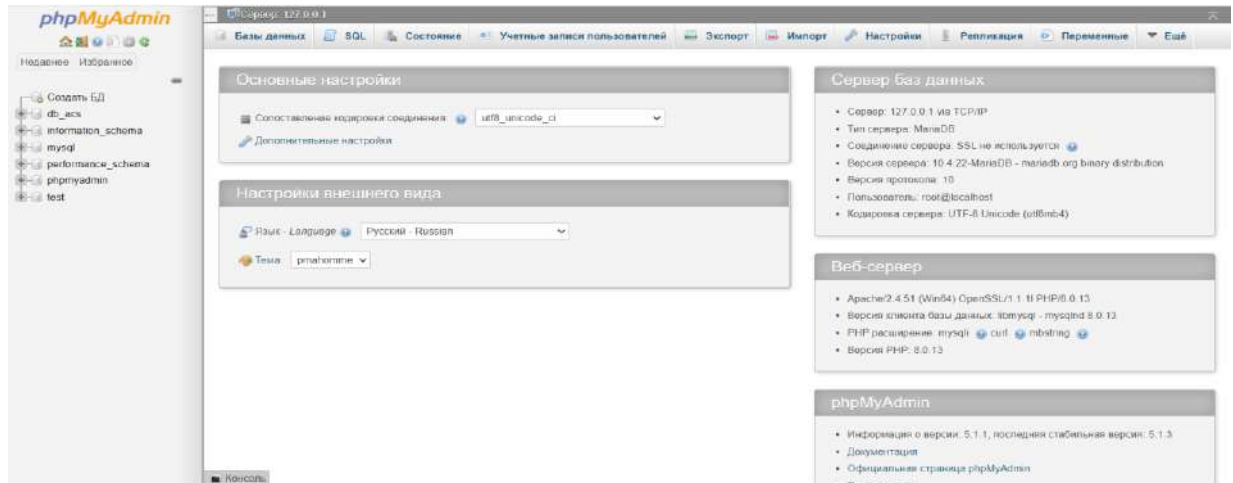 phpMyAdmin
Недавнее Избранное
Создать БД
db_acs
information_schema
mysql
performance_schema
phpmyadmin
test
Сервер: 127.0.0.1
Базы данных SQL Состояние Учетные записи пользователей Экспорт Импорт Настройки Репликация Переменные Ещё
Основные настройки
Сопоставление кодировки соединения: utf8_unicode_ci
Дополнительные настройки
Настройки внешнего вида
Язык - Language Русский - Russian
Тема: pmahomme
Консоль
Сервер баз данных
Сервер: 127.0.0.1 via TCP/IP
Тип сервера: MariaDB
Соединение сервера: SSL не используется
Версия сервера: 10.4.22-MariaDB - mariadb.org binary distribution
Версия протокола: 10
Пользователь: root@localhost
Кодировка сервера: UTF-8 Unicode (utf8mb4)
Веб-сервер
Apache/2.4.51 (Win64) OpenSSL/1.1.1l PHP/8.0.13
Версия клиента базы данных: libmysql - mysqlnd 8.0.13
PHP расширение: mysqli curl mbstring
Версия PHP: 8.0.13
phpMyAdmin
Информация о версии: 5.1.1, последняя стабильная версия: 5.1.3
Документация
Официальная страница phpMyAdmin